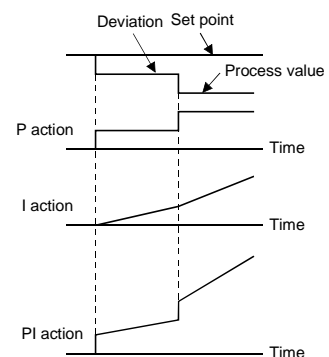 Deviation Set point
Process value
P action
Time
I action
Time
PI action
Time